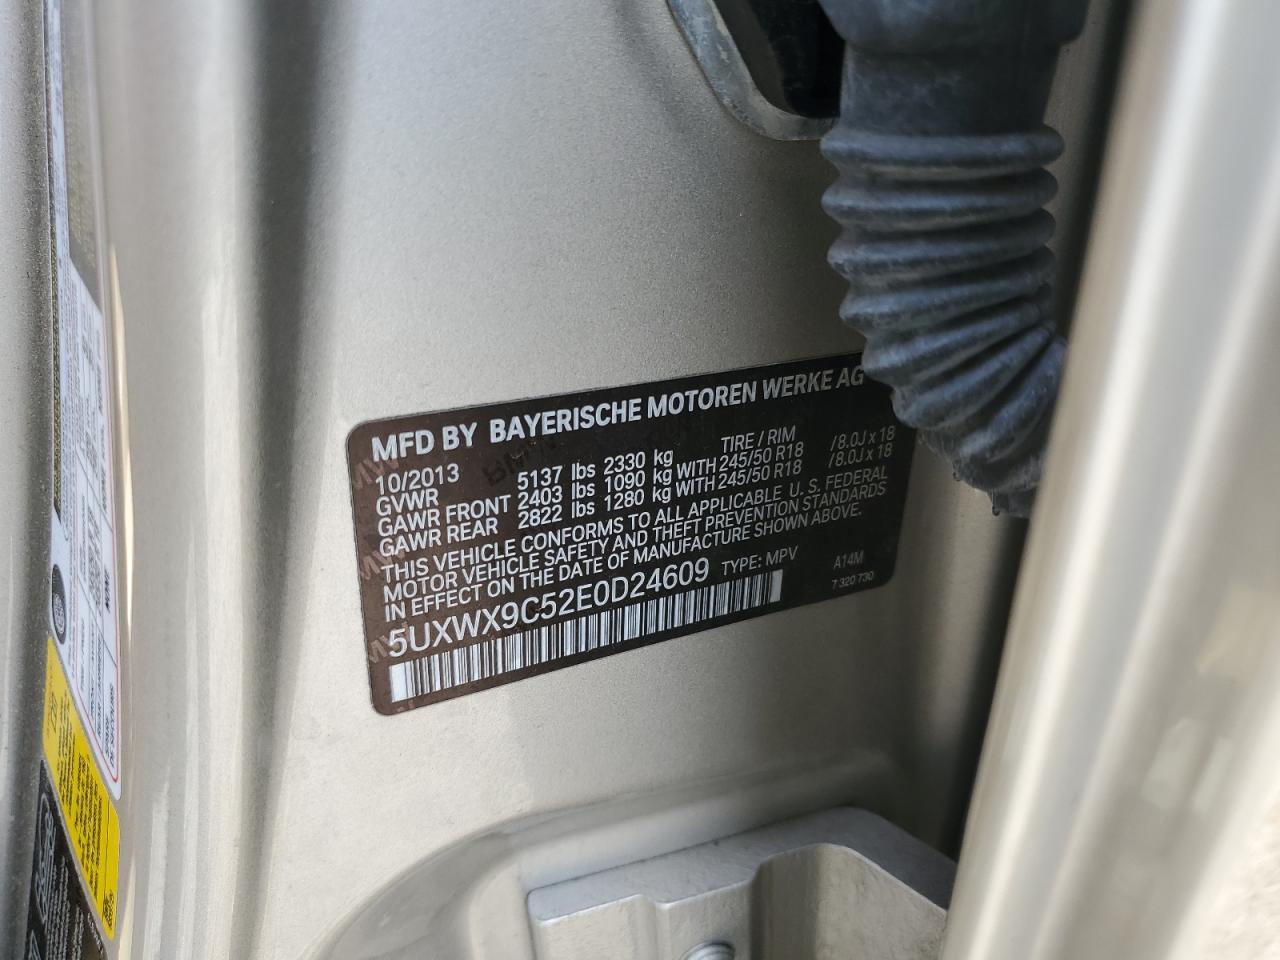 MFD BY BAYERISCHE MOTOREN WERKE AG
10/2013 TIRE / RIM
GVWR 5137 lbs 2330 kg
GAWR FRONT 2403 lbs 1090 kg WITH 245/50 R18 /8.0J x 18
GAWR REAR 2822 lbs 1280 kg WITH 245/50 R18 /8.0J x 18
THIS VEHICLE CONFORMS TO ALL APPLICABLE U. S. FEDERAL
MOTOR VEHICLE SAFETY AND THEFT PREVENTION STANDARDS
IN EFFECT ON THE DATE OF MANUFACTURE SHOWN ABOVE.
5UXWX9C52E0D24609 TYPE: MPV A14M
7 320 730